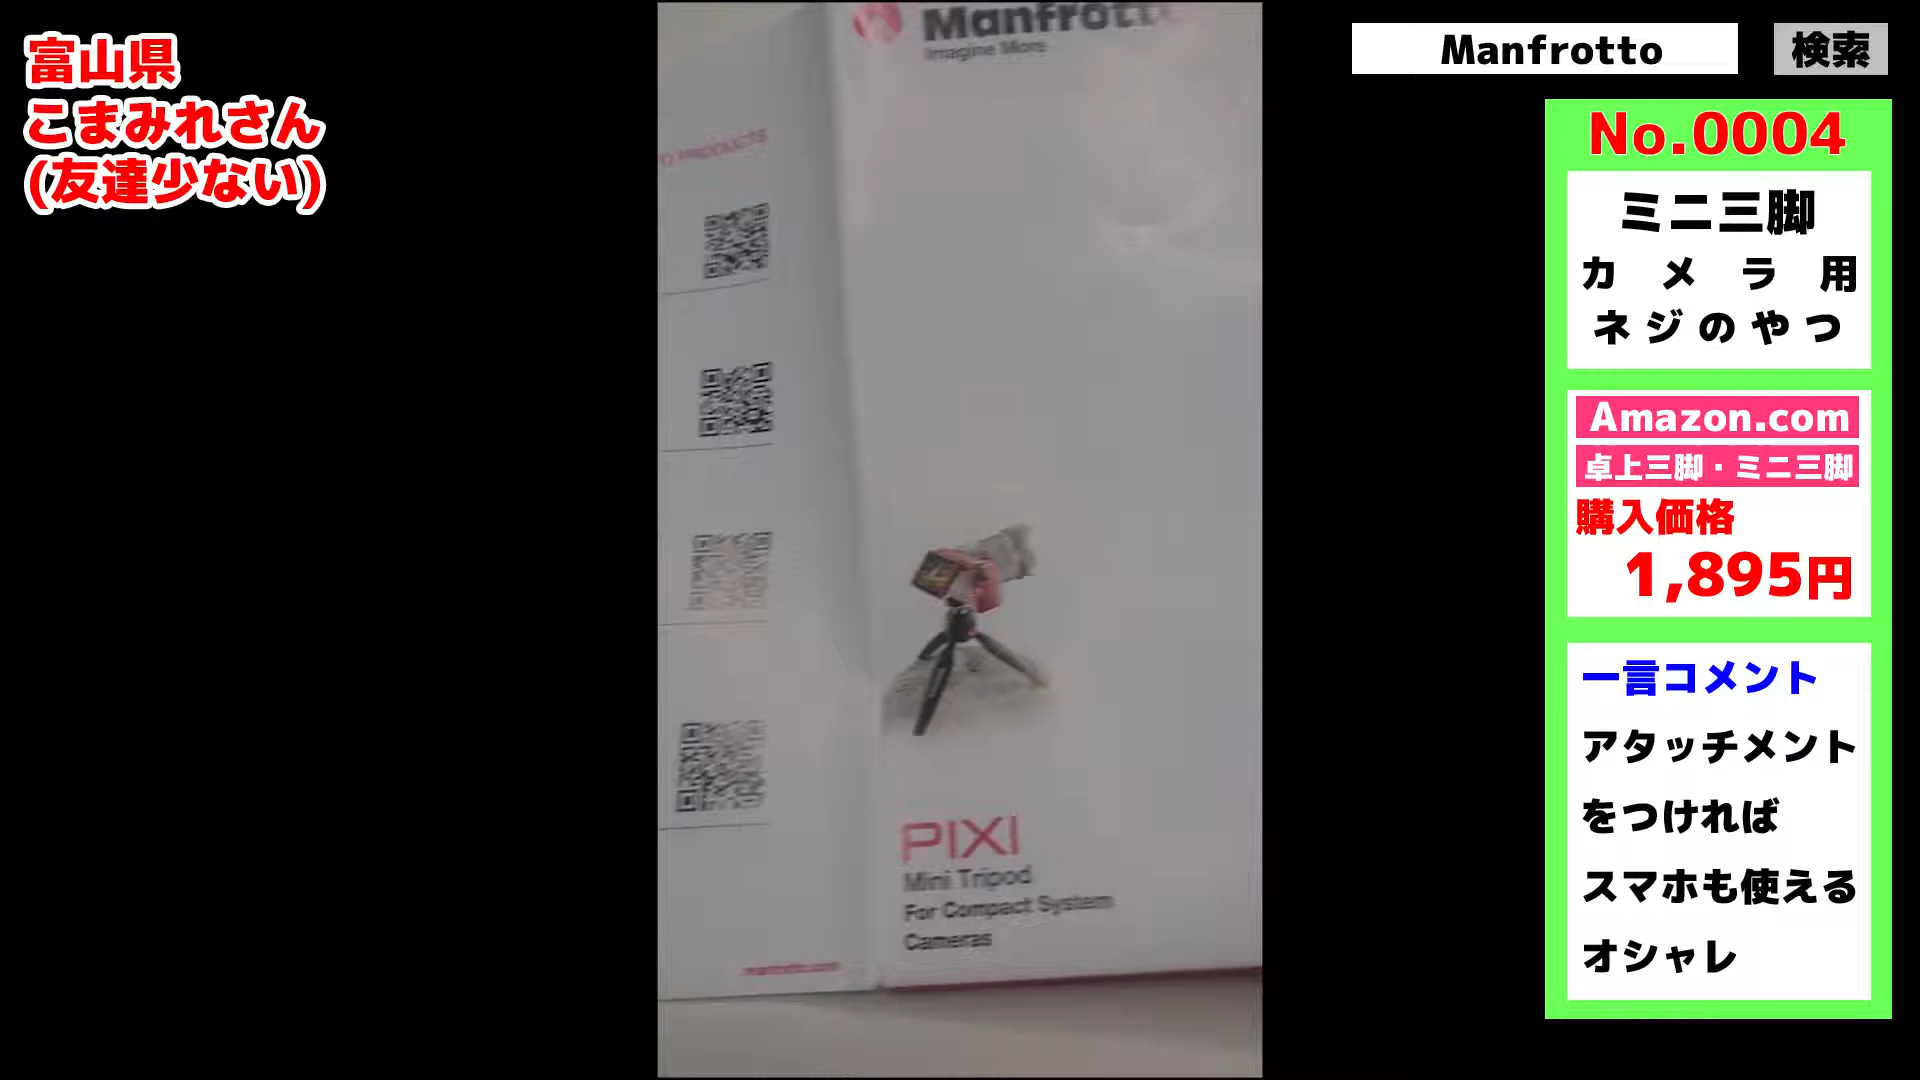 富山県
こまみれさん
(友達少ない)
Manfrotto
Imagine More
PRODUCTS
PIXI
Mini Tripod
For Compact System
Cameras
manfrotto.com
Manfrotto
検索
No.0004
ミニ三脚
カメラ用
ネジのやつ
Amazon.com
卓上三脚・ミニ三脚
購入価格
1,895円
一言コメント
アタッチメント
をつければ
スマホも使える
オシャレ